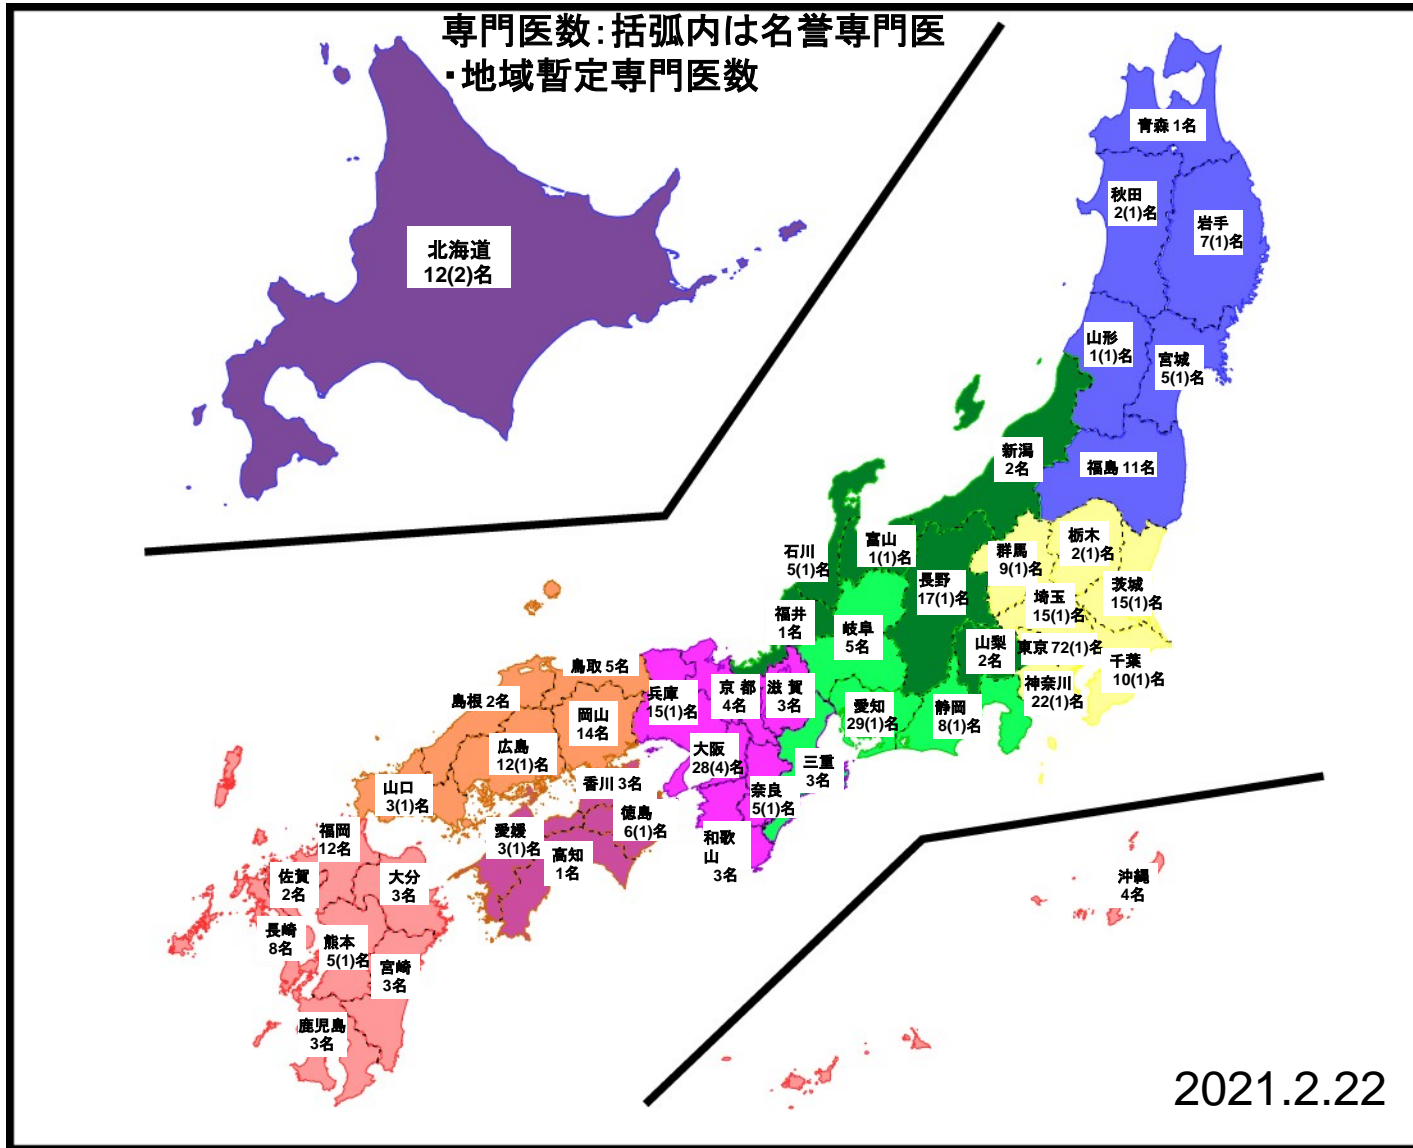 専門医数：括弧内は名誉専門医
・地域暫定専門医数
北海道
12(2)名
青森 1名
秋田
2(1)名
岩手
7(1)名
山形
1(1)名
宮城
5(1)名
福島 11名
新潟
2名
富山
1(1)名
石川
5(1)名
福井
1名
長野
17(1)名
岐阜
5名
山梨
2名
群馬
9(1)名
栃木
2(1)名
茨城
15(1)名
埼玉
15(1)名
東京 72(1)名
千葉
10(1)名
神奈川
22(1)名
静岡
8(1)名
愛知
29(1)名
三重
3名
滋 賀
3名
京 都
4名
兵庫
15(1)名
大阪
28(4)名
奈良
5(1)名
和歌
山
3名
鳥取 5名
島根 2名
岡山
14名
広島
12(1)名
山口
3(1)名
香川 3名
徳島
6(1)名
愛媛
3(1)名
高知
1名
福岡
12名
佐賀
2名
大分
3名
長崎
8名
熊本
5(1)名
宮崎
3名
鹿児島
3名
沖縄
4名
2021.2.22